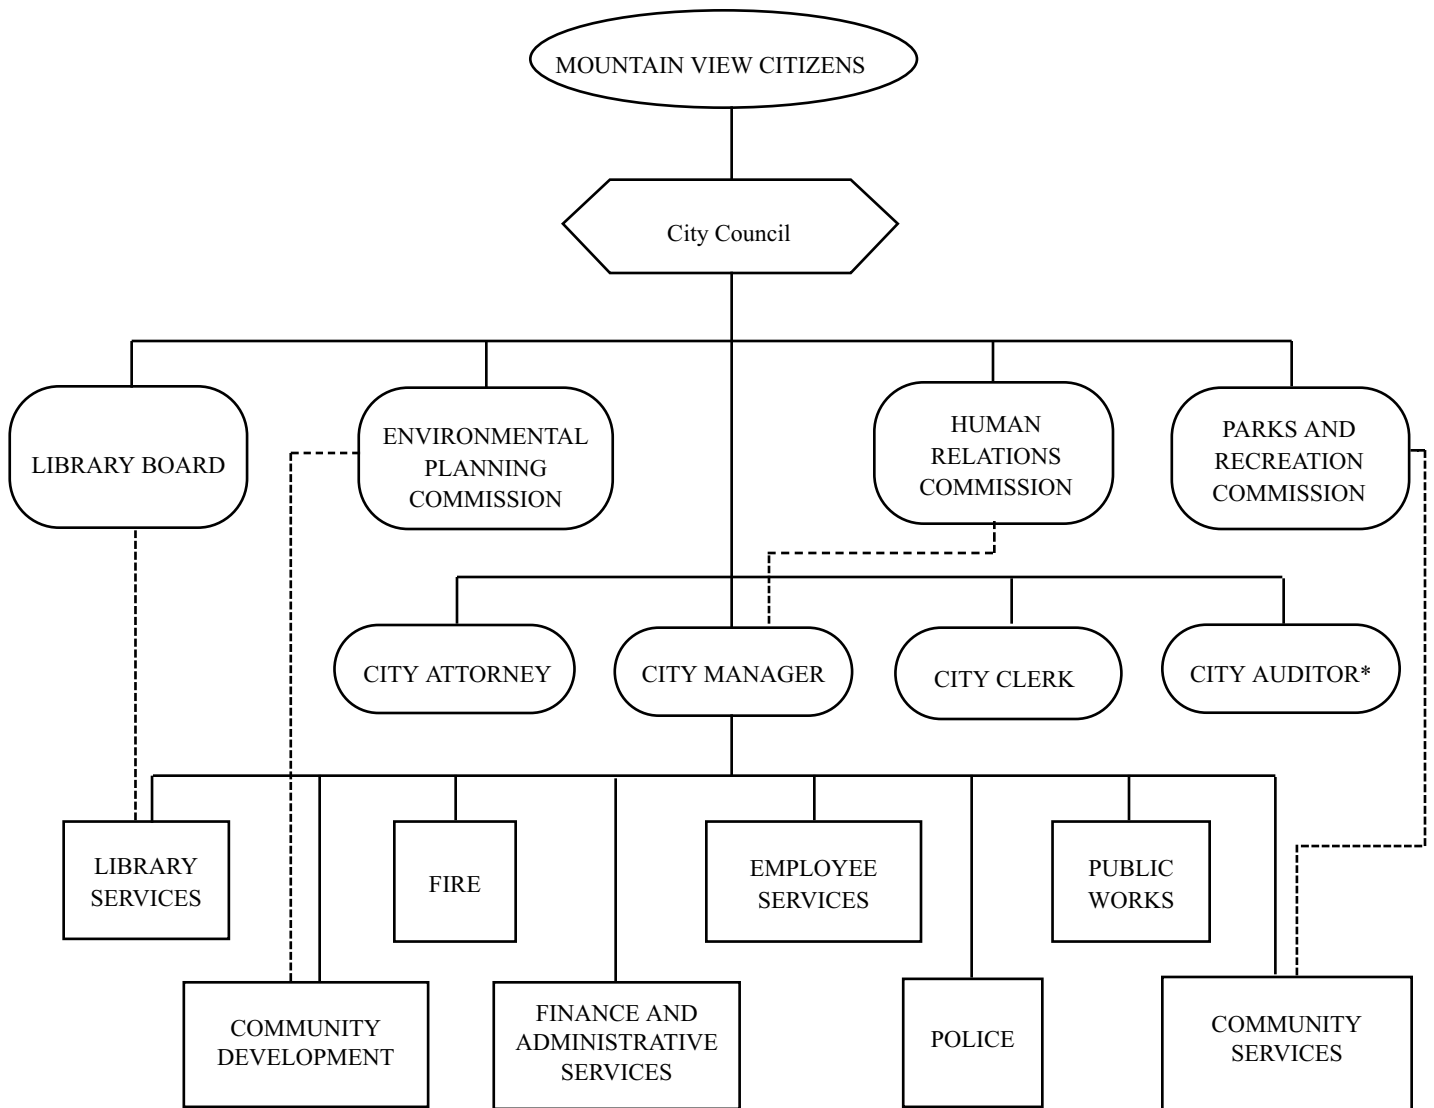 MOUNTAIN VIEW CITIZENS
City Council
LIBRARY BOARD
ENVIRONMENTAL
PLANNING
COMMISSION
HUMAN
RELATIONS
COMMISSION
PARKS AND
RECREATION
COMMISSION
CITY ATTORNEY
CITY MANAGER
CITY CLERK
CITY AUDITOR*
LIBRARY
SERVICES
FIRE
EMPLOYEE
SERVICES
PUBLIC
WORKS
COMMUNITY
DEVELOPMENT
FINANCE AND
ADMINISTRATIVE
SERVICES
POLICE
COMMUNITY
SERVICES